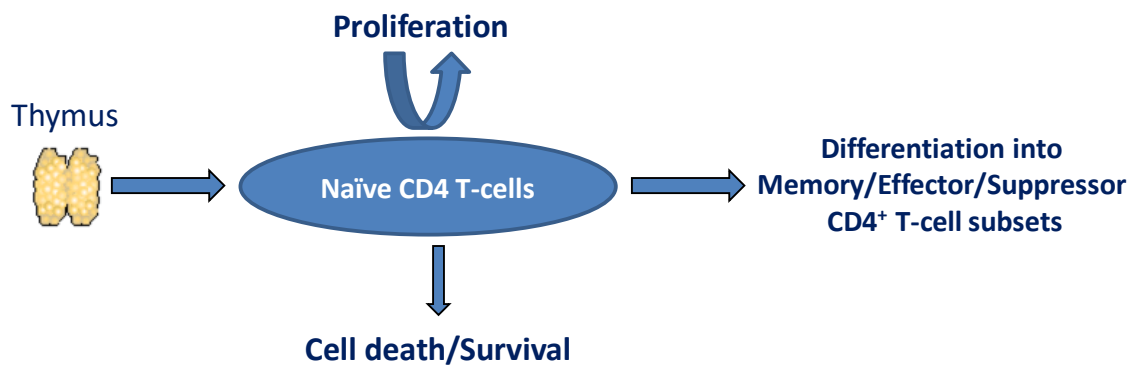 Proliferation
Thymus
Naïve CD4 T-cells
Differentiation into
Memory/Effector/Suppressor
CD4⁺ T-cell subsets
Cell death/Survival